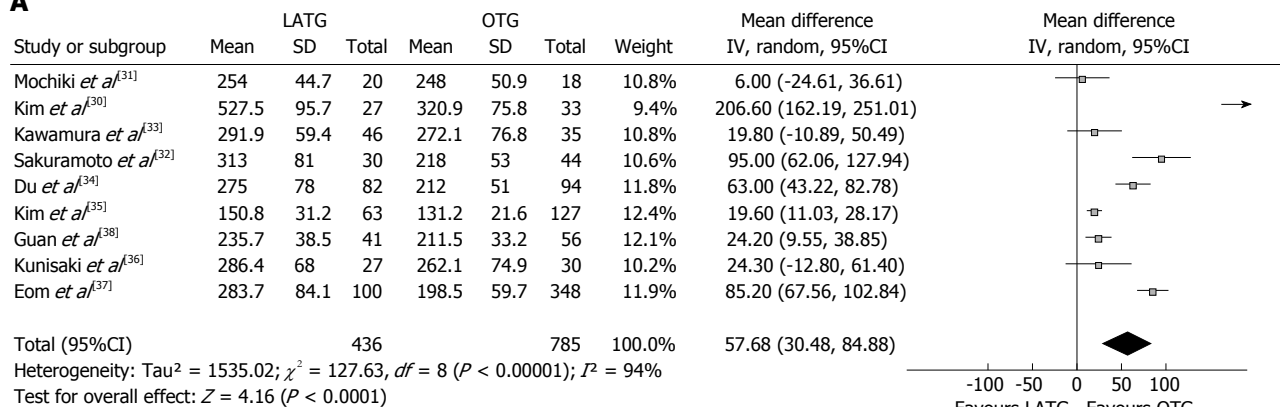 A
LATG OTG Mean difference Mean difference
Study or subgroup Mean SD Total Mean SD Total Weight IV, random, 95%CI IV, random, 95%CI
Mochiki et al[31] 254 44.7 20 248 50.9 18 10.8% 6.00 (-24.61, 36.61)
Kim et al[30] 527.5 95.7 27 320.9 75.8 33 9.4% 206.60 (162.19, 251.01)
Kawamura et al[33] 291.9 59.4 46 272.1 76.8 35 10.8% 19.80 (-10.89, 50.49)
Sakuramoto et al[32] 313 81 30 218 53 44 10.6% 95.00 (62.06, 127.94)
Du et al[34] 275 78 82 212 51 94 11.8% 63.00 (43.22, 82.78)
Kim et al[35] 150.8 31.2 63 131.2 21.6 127 12.4% 19.60 (11.03, 28.17)
Guan et al[38] 235.7 38.5 41 211.5 33.2 56 12.1% 24.20 (9.55, 38.85)
Kunisaki et al[36] 286.4 68 27 262.1 74.9 30 10.2% 24.30 (-12.80, 61.40)
Eom et al[37] 283.7 84.1 100 198.5 59.7 348 11.9% 85.20 (67.56, 102.84)
Total (95%CI) 436 785 100.0% 57.68 (30.48, 84.88)
Heterogeneity: Tau² = 1535.02; χ² = 127.63, df = 8 (P < 0.00001); I² = 94%
-100 -50 0 50 100
Test for overall effect: Z = 4.16 (P < 0.0001)
Favours LATG Favours OTG